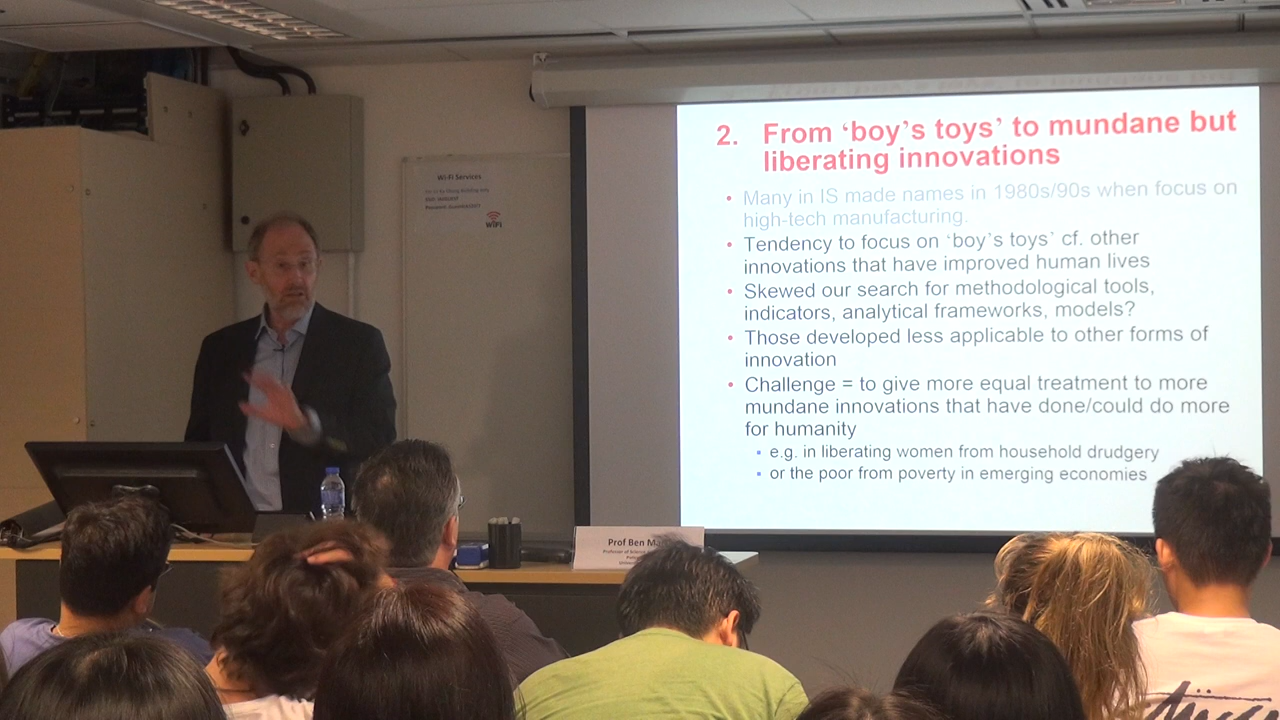 Wi-Fi Services
WiFi
2. From ‘boy’s toys’ to mundane but
liberating innovations
• Many in IS made names in 1980s/90s when focus on
high-tech manufacturing.
• Tendency to focus on ‘boy’s toys’ cf. other
innovations that have improved human lives
• Skewed our search for methodological tools,
indicators, analytical frameworks, models?
• Those developed less applicable to other forms of
innovation
• Challenge = to give more equal treatment to more
mundane innovations that have done/could do more
for humanity
▪ e.g. in liberating women from household drudgery
▪ or the poor from poverty in emerging economies
Prof Ben
Professor of Science